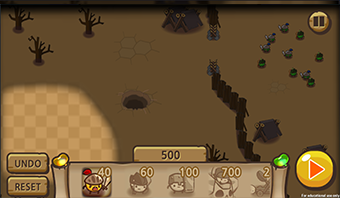 500
UNDO
40 60 100 700 2
RESET
For educational use only